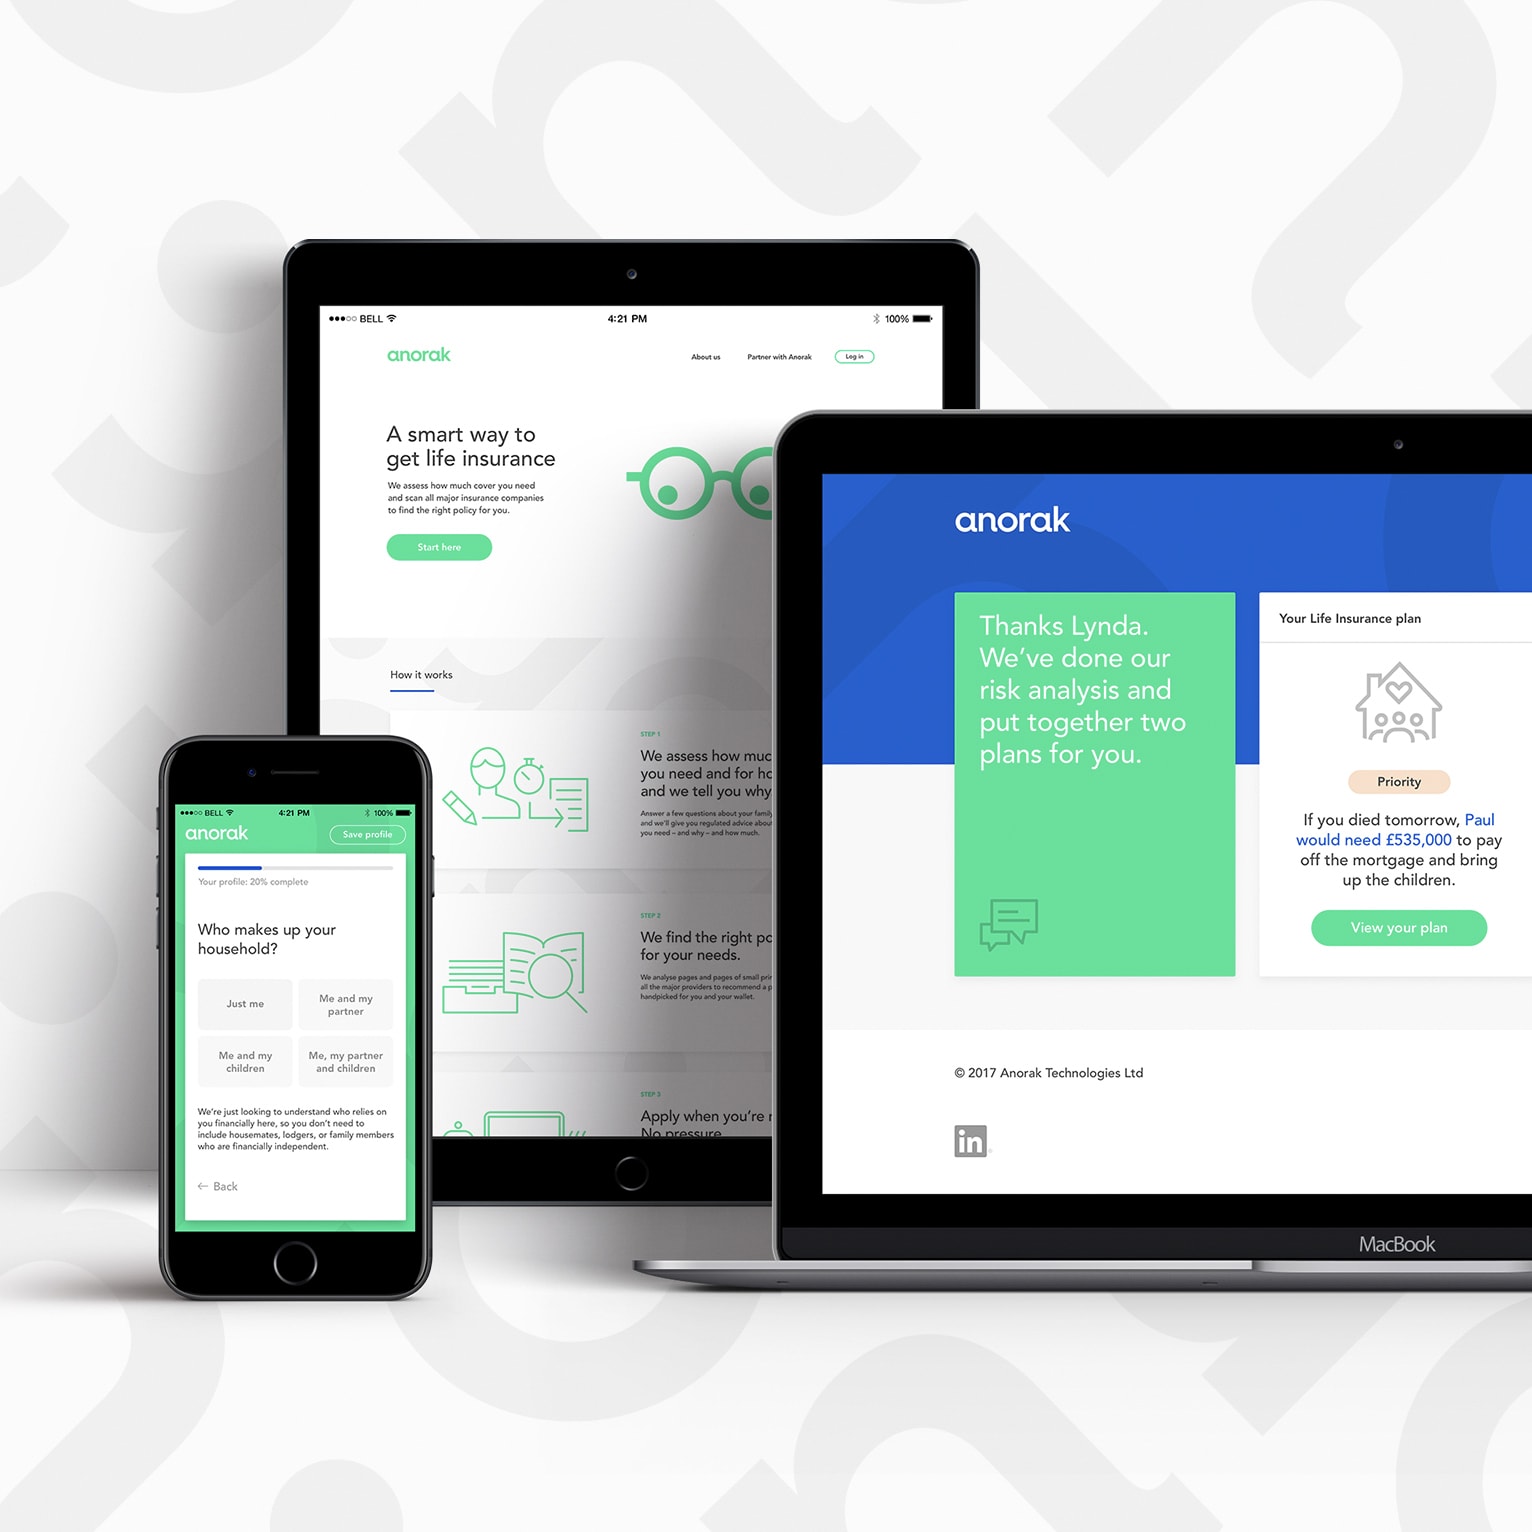 BELL
4:21 PM
100%
anorak
About us
Partner with Anorak
Log in
A smart way to
get life insurance
We assess how much cover you need
and scan all major insurance companies
to find the right policy for you.
Start here
How it works
STEP 1
We assess how muc
you need and for ho
and we tell you why
Answer a few questions about your family
and we'll give you regulated advice abou
you need – and why – and how much.
STEP 2
We find the right po
for your needs.
We analyse pages and pages of small prin
all the major providers to recommend a p
handpicked for you and your wallet.
STEP 3
Apply when you're r
No pressure
BELL
4:21 PM
100%
anorak
Save profile
Your profile: 20% complete
Who makes up your
household?
Just me
Me and my
partner
Me and my
children
Me, my partner
and children
We're just looking to understand who relies on
you financially here, so you don't need to
include housemates, lodgers, or family members
who are financially independent.
← Back
anorak
Thanks Lynda.
We've done our
risk analysis and
put together two
plans for you.
Your Life Insurance plan
Priority
If you died tomorrow, Paul
would need £535,000 to pay
off the mortgage and bring
up the children.
View your plan
© 2017 Anorak Technologies Ltd
in
MacBook